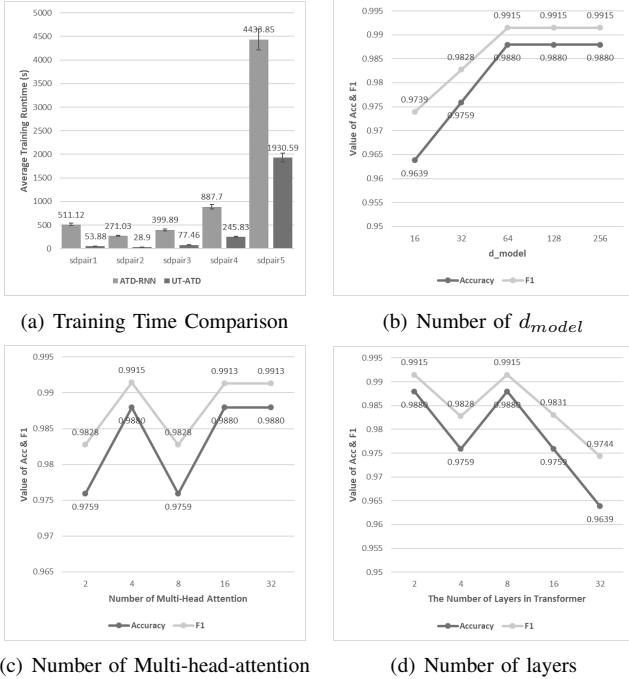 5000
4500
4000
3500
3000
2500
2000
1500
1000
500
0
Average Training Runtime (s)
511.12
53.88
271.03
28.9
399.89
77.46
887.7
245.83
4433.85
1930.59
sdpair1 sdpair2 sdpair3 sdpair4 sdpair5
ATD-RNN UT-ATD
(a) Training Time Comparison
0.995
0.99
0.985
0.98
0.975
0.97
0.965
0.96
0.955
0.95
Value of Acc & F1
0.9739
0.9828
0.9915 0.9915 0.9915
0.9639
0.9759
0.9880 0.9880 0.9880
16 32 64 128 256
d_model
Accuracy F1
(b) Number of d_model
0.995
0.99
0.985
0.98
0.975
0.97
0.965
Value of Acc & F1
0.9828 0.9915 0.9828 0.9913 0.9913
0.9759 0.9880 0.9759 0.9880 0.9880
2 4 8 16 32
Number of Multi-Head Attention
Accuracy F1
(c) Number of Multi-head-attention
0.995
0.99
0.985
0.98
0.975
0.97
0.965
0.96
0.955
0.95
Value of Acc & F1
0.9915 0.9828 0.9915 0.9831 0.9744
0.9880 0.9759 0.9880 0.9759 0.9639
2 4 8 16 32
The Number of Layers in Transformer
Accuracy F1
(d) Number of layers